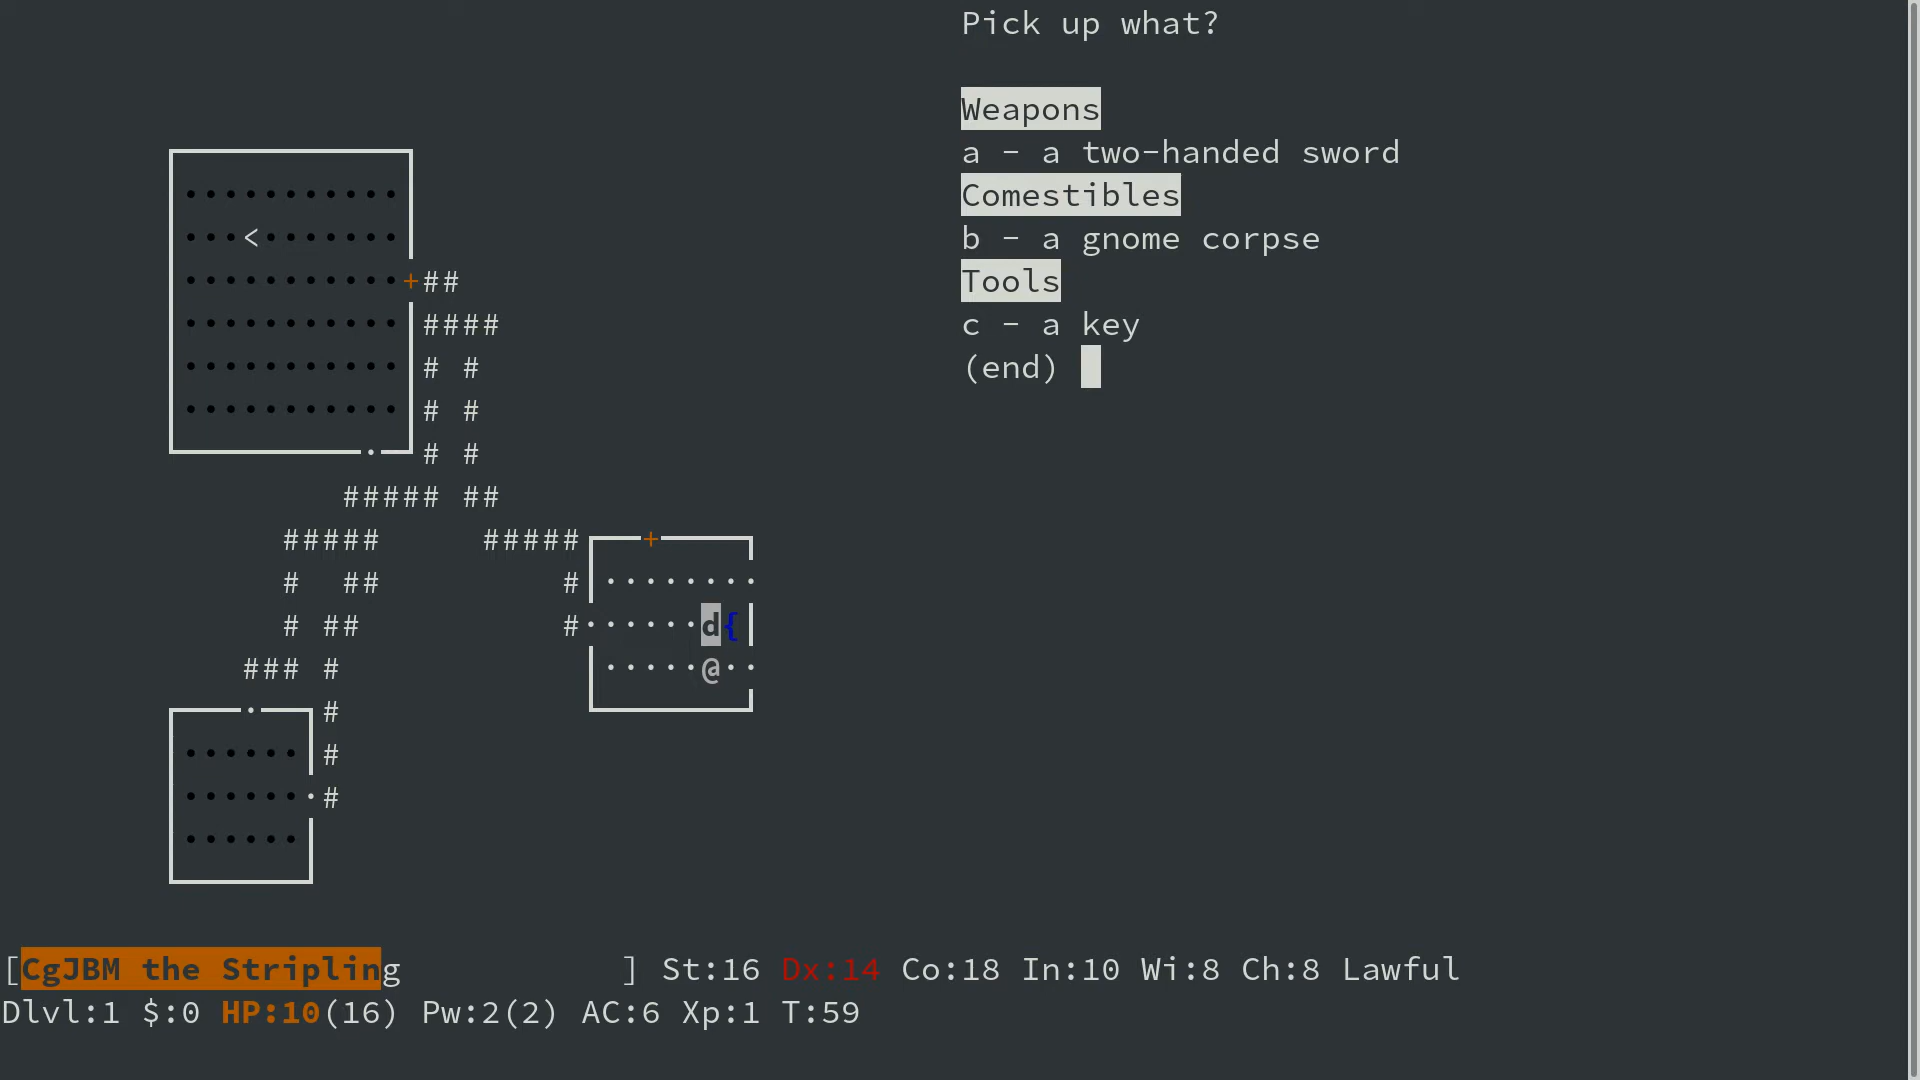 Pick up what?
Weapons
a - a two-handed sword
Comestibles
b - a gnome corpse
Tools
c - a key
(end)
. . . . . . . . . . .
. . . < . . . . . . .
. . . . . . . . . . . +##
. . . . . . . . . . . ####
. . . . . . . . . . . # #
. . . . . . . . . . . # #
. # #
##### ##
##### ##### +
# ## # . . . . . . . .
# ## # . . . . . . d {
### # . . . . . @ . .
. #
. . . . . . #
. . . . . . . #
. . . . . .
[CgJBM the Stripling ] St:16 Dx:14 Co:18 In:10 Wi:8 Ch:8 Lawful
Dlvl:1 $:0 HP:10(16) Pw:2(2) AC:6 Xp:1 T:59